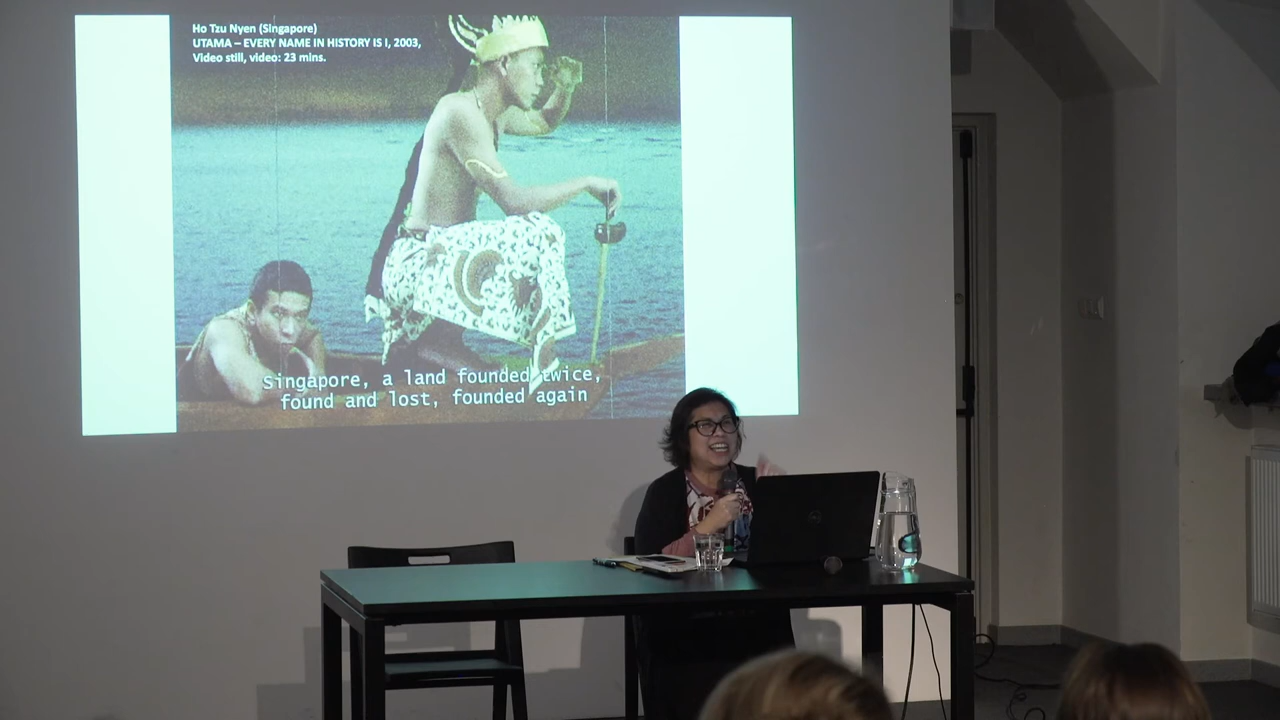 Ho Tzu Nyen (Singapore)
UTAMA – EVERY NAME IN HISTORY IS I, 2003,
Video still, video: 23 mins.
Singapore, a land founded twice,
found and lost, founded again